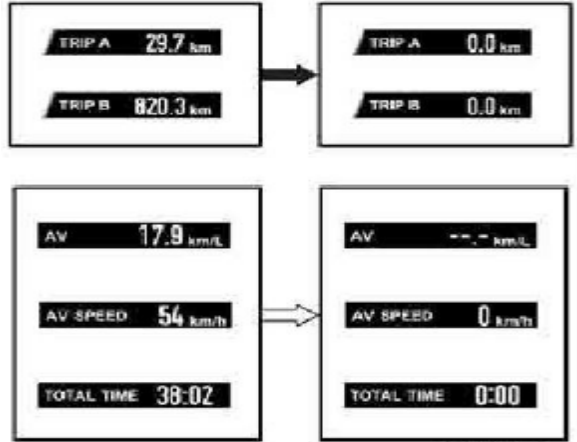 TRIP A 29.7 km
TRIP B 820.3 km
TRIP A 0.0 km
TRIP B 0.0 km
AV 17.9 km/L
AV SPEED 54 km/h
TOTAL TIME 38:02
AV --.- km/L
AV SPEED 0 km/h
TOTAL TIME 0:00